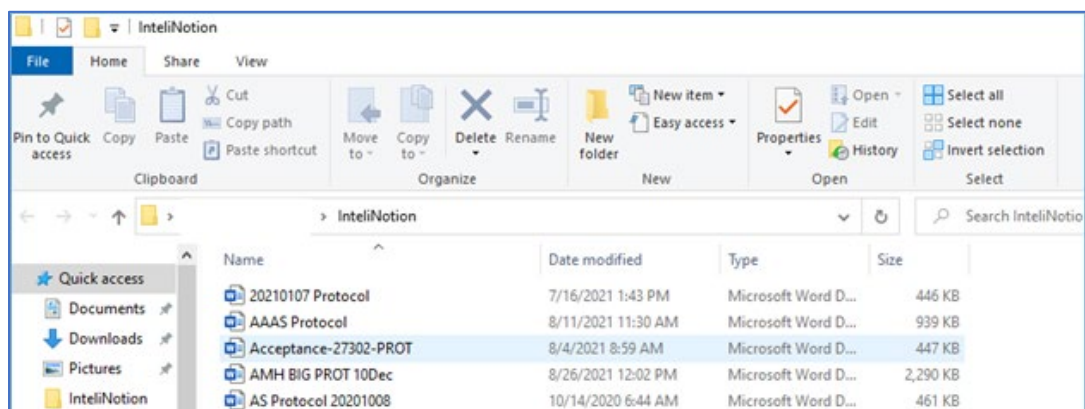 InteliNotion
File Home Share View
Pin to Quick access
Copy
Paste
Cut
Copy path
Paste shortcut
Clipboard
Move to
Copy to
Delete
Rename
Organize
New folder
New item
Easy access
New
Properties
Open
Edit
History
Open
Select all
Select none
Invert selection
Select
InteliNotion
Search InteliNotio
Name Date modified Type Size
Quick access
Documents
Downloads
Pictures
InteliNotion
20210107 Protocol 7/16/2021 1:43 PM Microsoft Word D... 446 KB
AAAS Protocol 8/11/2021 11:30 AM Microsoft Word D... 939 KB
Acceptance-27302-PROT 8/4/2021 8:59 AM Microsoft Word D... 447 KB
AMH BIG PROT 10Dec 8/26/2021 12:02 PM Microsoft Word D... 2,290 KB
AS Protocol 20201008 10/14/2020 6:44 AM Microsoft Word D... 461 KB